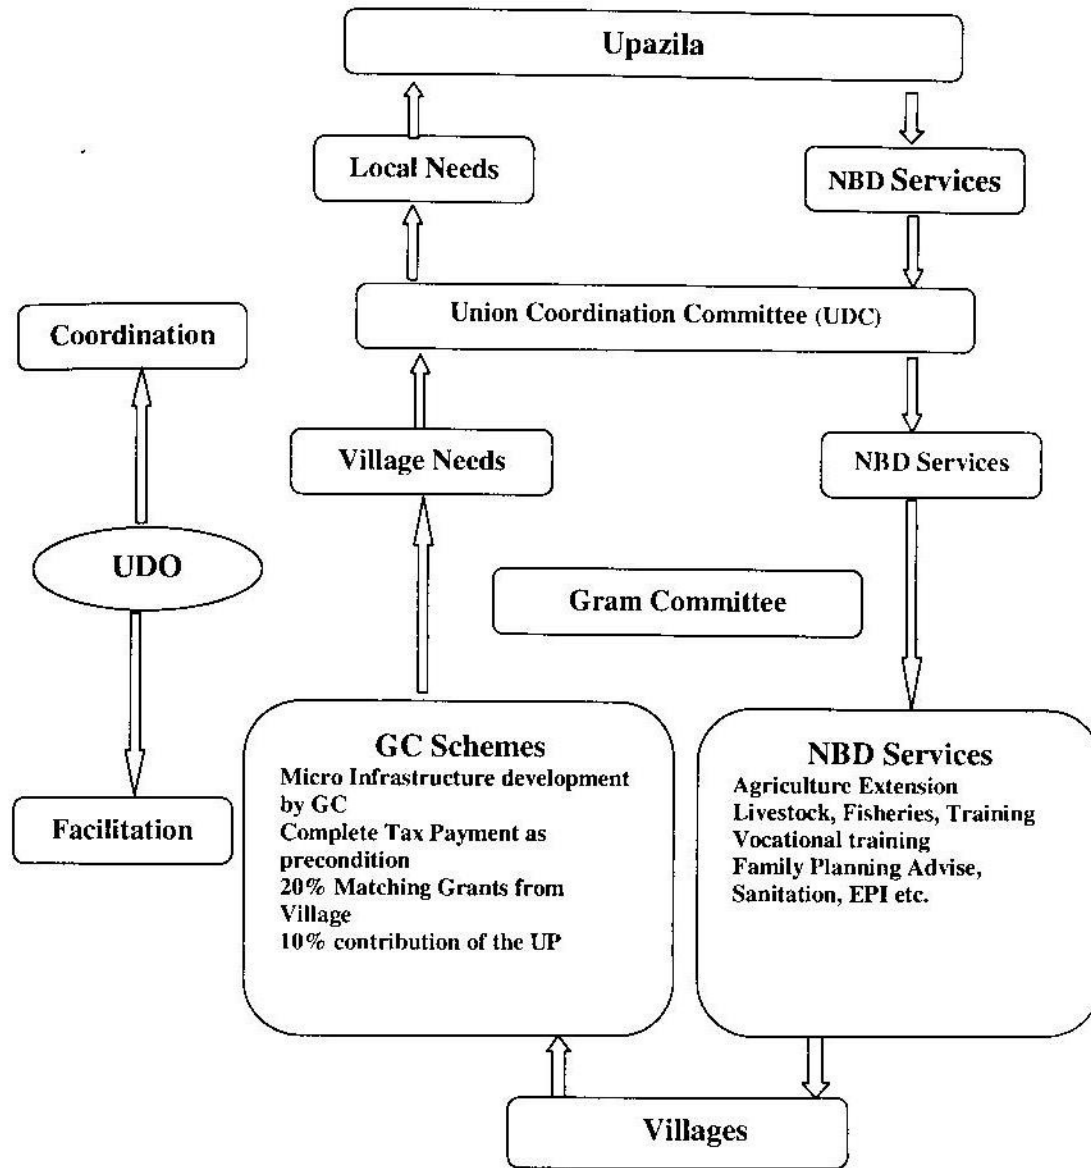 Upazila
Local Needs
NBD Services
Union Coordination Committee (UDC)
Coordination
Village Needs
NBD Services
UDO
Gram Committee
GC Schemes
Micro Infrastructure development
by GC
Complete Tax Payment as
precondition
20% Matching Grants from
Village
10% contribution of the UP
NBD Services
Agriculture Extension
Livestock, Fisheries, Training
Vocational training
Family Planning Advise,
Sanitation, EPI etc.
Facilitation
Villages